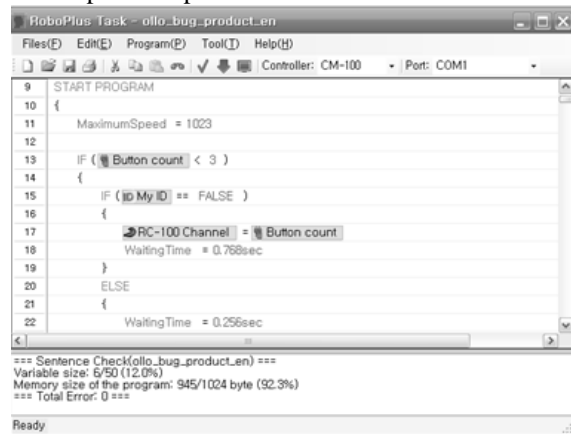 RoboPlus Task - ollo_bug_product_en
Files(F) Edit(E) Program(P) Tool(T) Help(H)
Controller: CM-100 Port: COM1
9 START PROGRAM
10 {
11 MaximumSpeed = 1023
12
13 IF ( Button count < 3 )
14 {
15 IF ( ID My ID == FALSE )
16 {
17 RC-100 Channel = Button count
18 WaitingTime = 0.768sec
19 }
20 ELSE
21 {
22 WaitingTime = 0.256sec
=== Sentence Check(ollo_bug_product_en) ===
Variable size: 6/50 (12.0%)
Memory size of the program: 945/1024 byte (92.3%)
=== Total Error: 0 ===
Ready